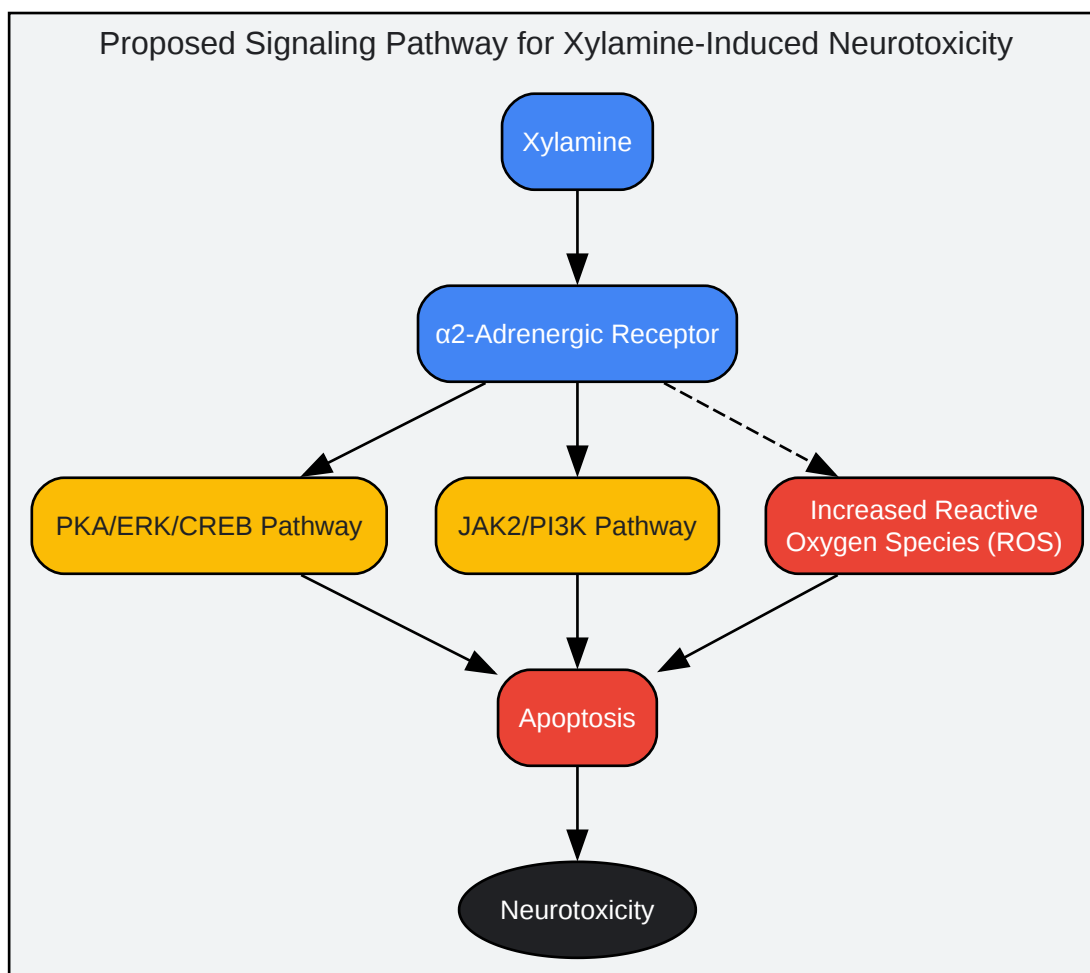 Proposed Signaling Pathway for Xylamine-Induced Neurotoxicity
Xylamine
α2-Adrenergic Receptor
PKA/ERK/CREB Pathway
JAK2/PI3K Pathway
Increased Reactive
Oxygen Species (ROS)
Apoptosis
Neurotoxicity